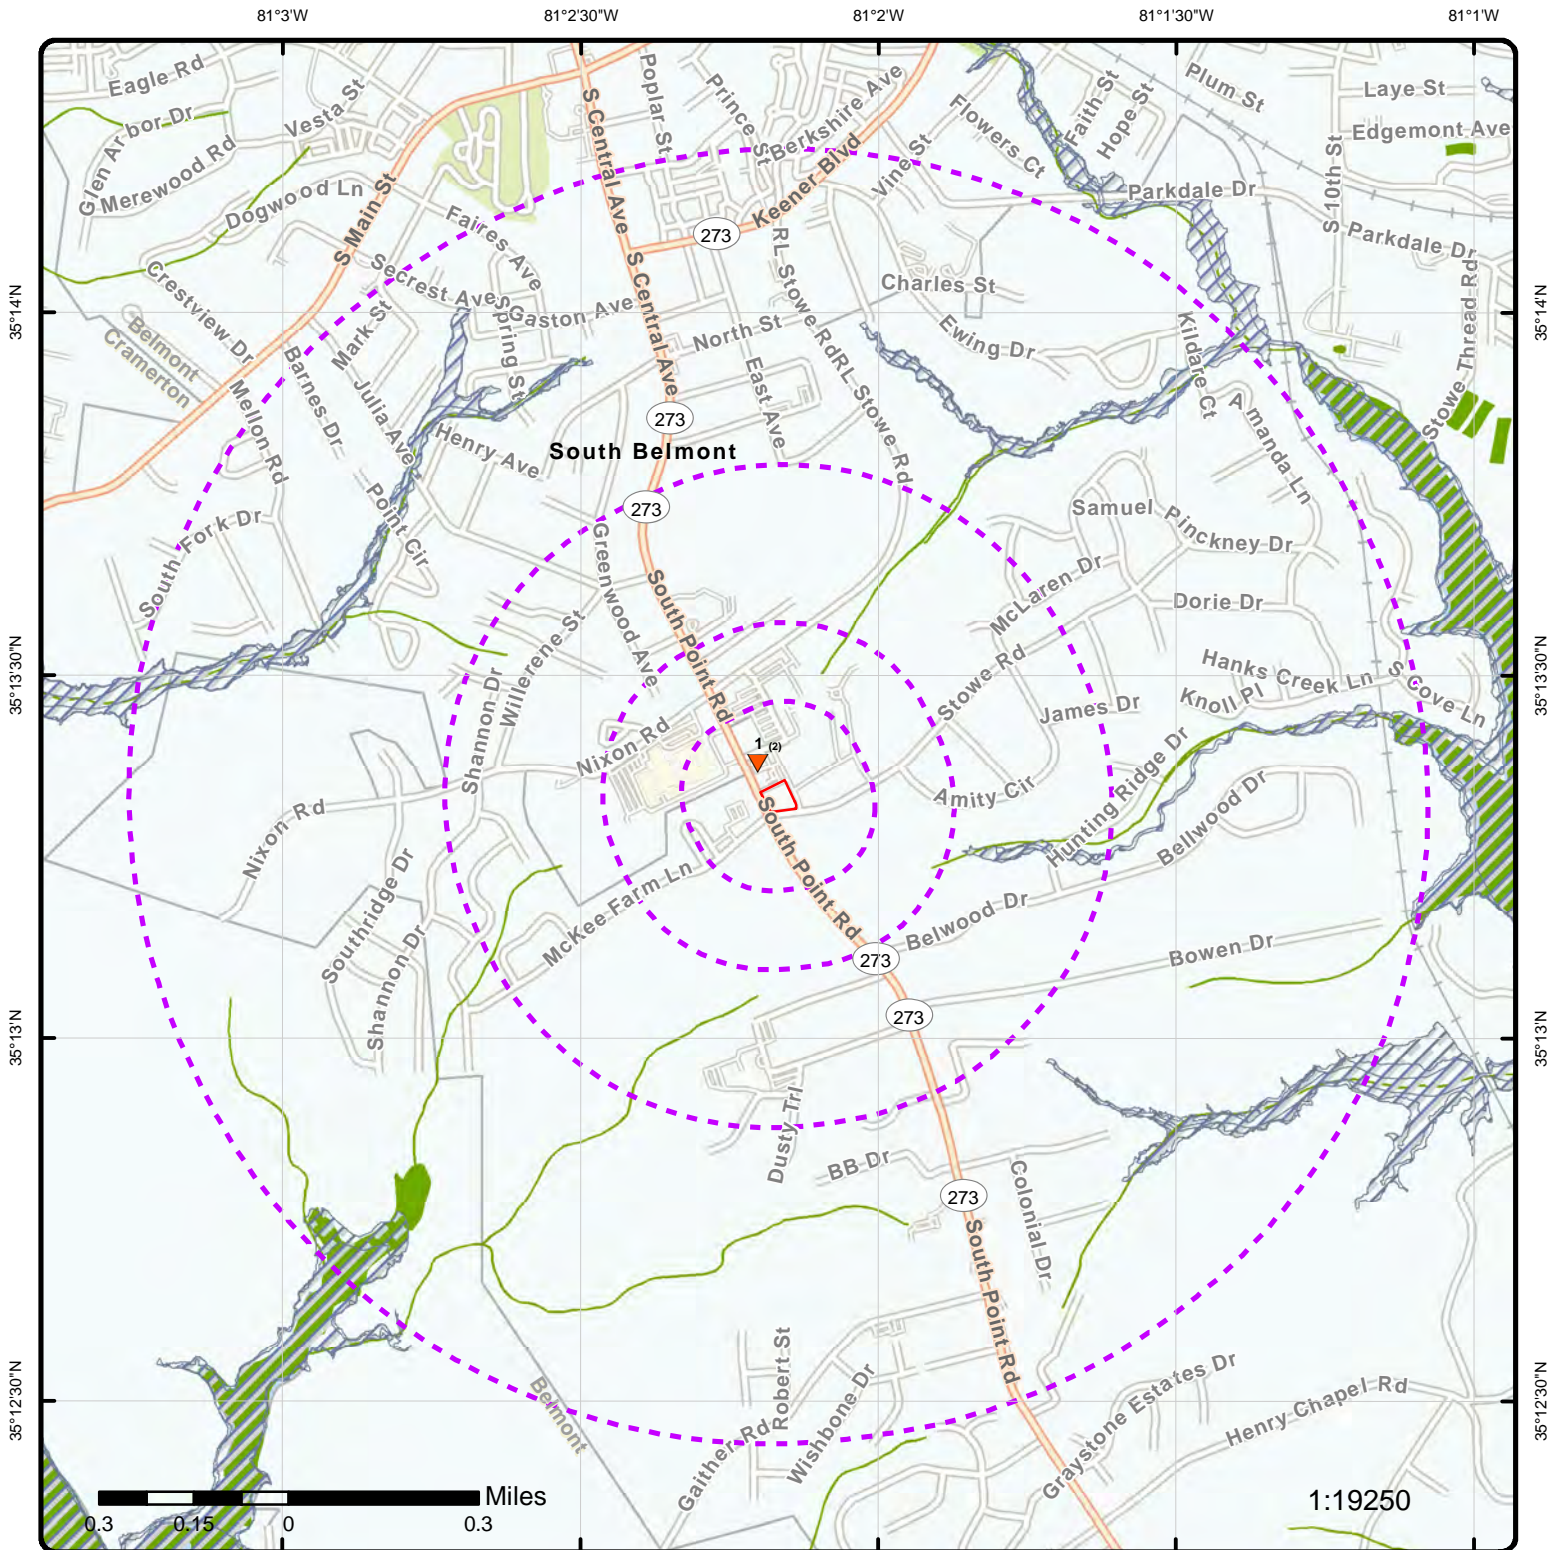 81°3'W
81°2'30"W
81°2'W
81°1'30"W
81°1'W
Eagle Rd
Glen Arbor Dr
Merewood Rd
Vesta St
Dogwood Ln
S Main St
Poplar St
Prince St
Berkshire Ave
Keener Blvd
Vine St
Flowers Ct
Faith St
Hope St
Plum St
Laye St
Edgemont Ave
S 10th St
Parkdale Dr
Parkdale Dr
S Central Ave
273
Faires Ave
Secrest Ave
S Central Ave
RL Stowe Rd
Charles St
Crestview Dr
Mark St
Spring St
Gaston Ave
North St
RL Stowe Rd
Ewing Dr
Kildare Ct
Stowe Thread Rd
35°14'N
35°14'N
Belmont
Cramerton
Barnes Dr
Mellon Rd
Julia Ave
Henry Ave
East Ave
273
South Belmont
Amanda Ln
South Fork Dr
Point Cir
273
Greenwood Ave
Samuel Pinckney Dr
McLaren Dr
Dorie Dr
South Point Rd
Willerene St
Shannon Dr
Stowe Rd
Hanks Creek Ln
S Cove Ln
Knoll Pl
James Dr
35°13'30"N
35°13'30"N
Nixon Rd
1 (2)
Nixon Rd
Amity Cir
Hunting Ridge Dr
Bellwood Dr
South Point Rd
McKee Farm Ln
Southridge Dr
Shannon Dr
Belwood Dr
273
Bowen Dr
273
35°13'N
35°13'N
Dusty Trl
BB Dr
Colonial Dr
273
South Point Rd
Robert St
Wishbone Dr
Gaither Rd
Graystone Estates Dr
Henry Chapel Rd
35°12'30"N
35°12'30"N
Belmont
Miles
0.3
0.15
0
0.3
1:19250